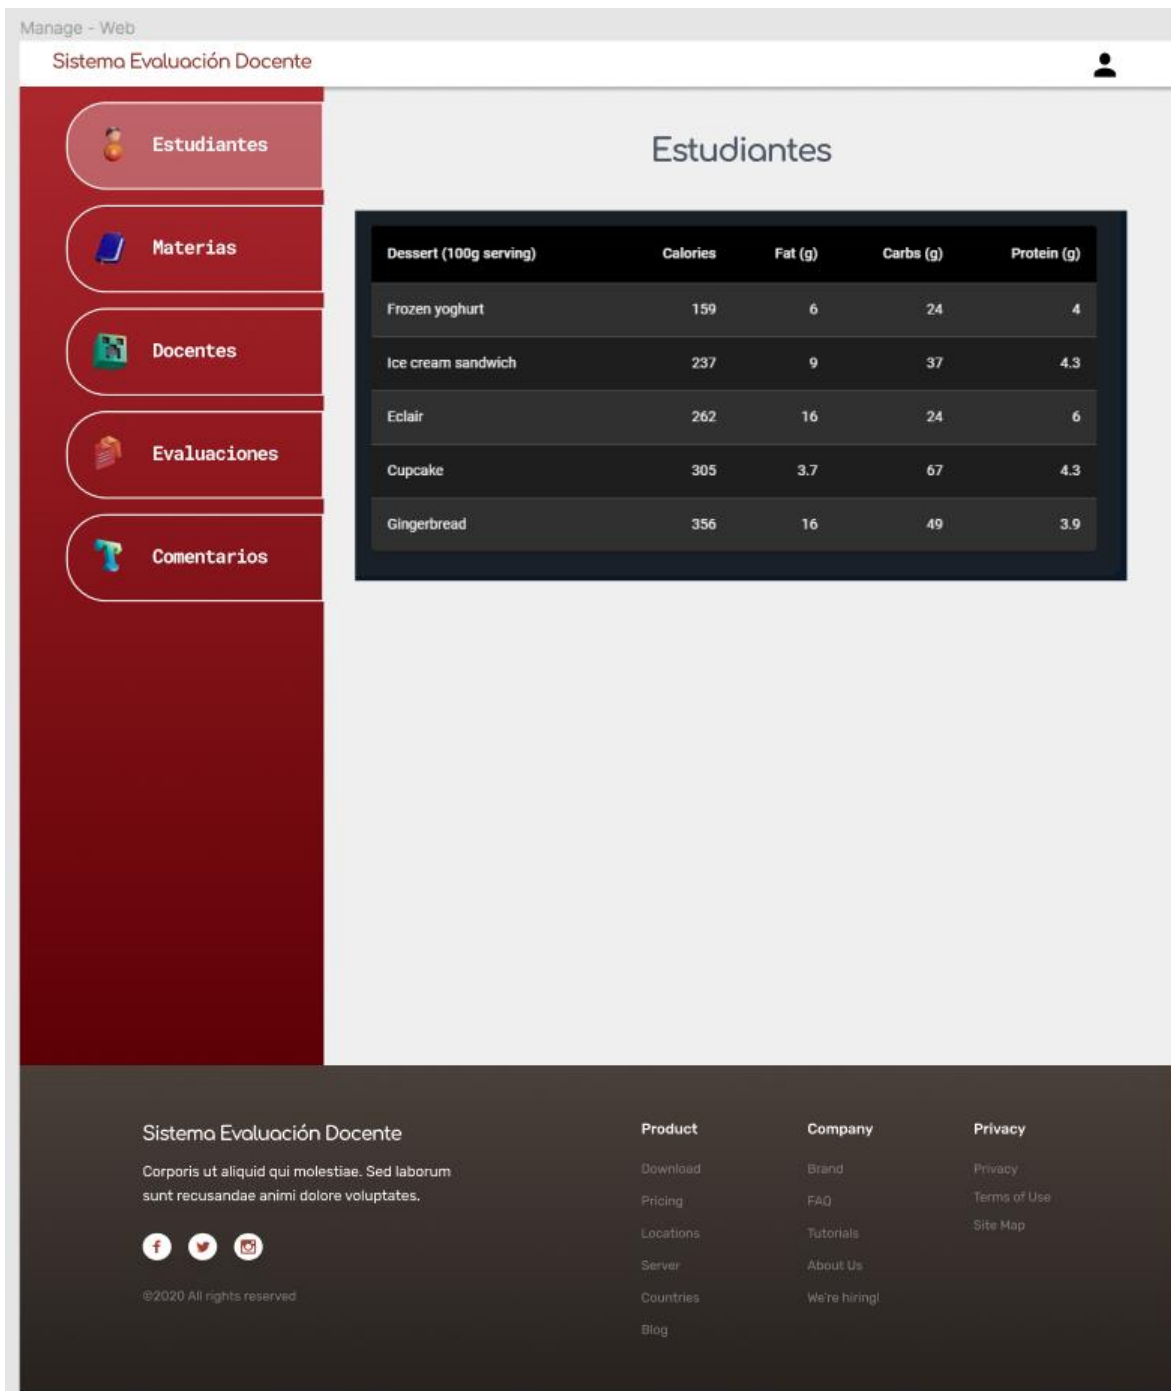 Manage - Web
Sistema Evaluación Docente
Estudiantes
Materias
Docentes
Evaluaciones
Comentarios
Estudiantes
Dessert (100g serving) Calories Fat (g) Carbs (g) Protein (g)
Frozen yoghurt 159 6 24 4
Ice cream sandwich 237 9 37 4.3
Eclair 262 16 24 6
Cupcake 305 3.7 67 4.3
Gingerbread 356 16 49 3.9
Sistema Evaluación Docente
Corporis ut aliquid qui molestiae. Sed laborum
sunt recusandae animi dolore voluptates.
©2020 All rights reserved
Product
Download
Pricing
Locations
Server
Countries
Blog
Company
Brand
FAQ
Tutorials
About Us
We're hiring!
Privacy
Privacy
Terms of Use
Site Map